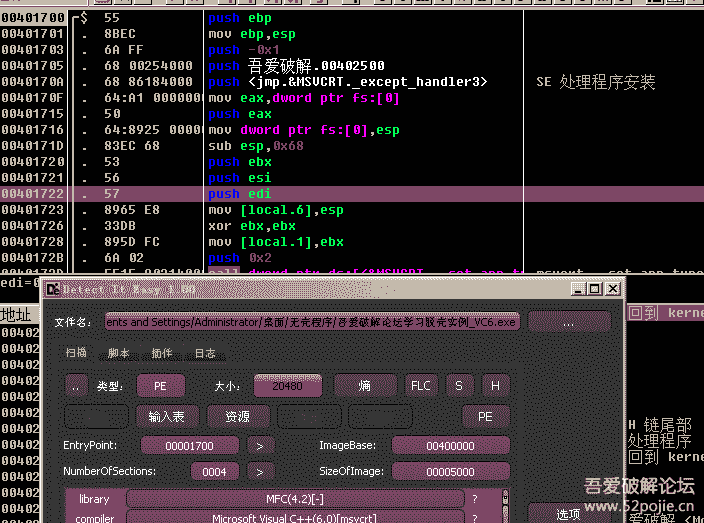 00401700 ┌$ 55 push ebp
00401701 . 8BEC mov ebp,esp
00401703 . 6A FF push -0x1
00401705 . 68 00254000 push 吾爱破解.00402500
0040170A . 68 86184000 push <jmp.&MSVCRT._except_handler3> SE 处理程序安装
0040170F . 64:A1 0000000 mov eax,dword ptr fs:[0]
00401715 . 50 push eax
00401716 . 64:8925 0000 mov dword ptr fs:[0],esp
0040171D . 83EC 68 sub esp,0x68
00401720 . 53 push ebx
00401721 . 56 push esi
00401722 . 57 push edi
00401723 . 8965 E8 mov [local.6],esp
00401726 . 33DB xor ebx,ebx
00401728 . 895D FC mov [local.1],ebx
0040172B . 6A 02 push 0x2
edi=0
Detect It Easy
地址
文件名: ents and Settings/Administrator/桌面/无壳程序/吾爱破解论坛学习脱壳实例_VC6.exe ...
回到 kerne
扫描 脚本 插件 日志
.. 类型: PE 大小: 20480 熵 FLC S H
输入表 资源 PE
H 链尾部
处理程序
回到 kerne
EntryPoint: 00001700 > ImageBase: 00400000
NumberOfSections: 0004 > SizeOfImage: 00005000
library MFC(4.2)[-] ?
compiler Microsoft Visual C++(6.0)[msvcrt] ?
选项
吾爱破解论坛
www.52pojie.cn